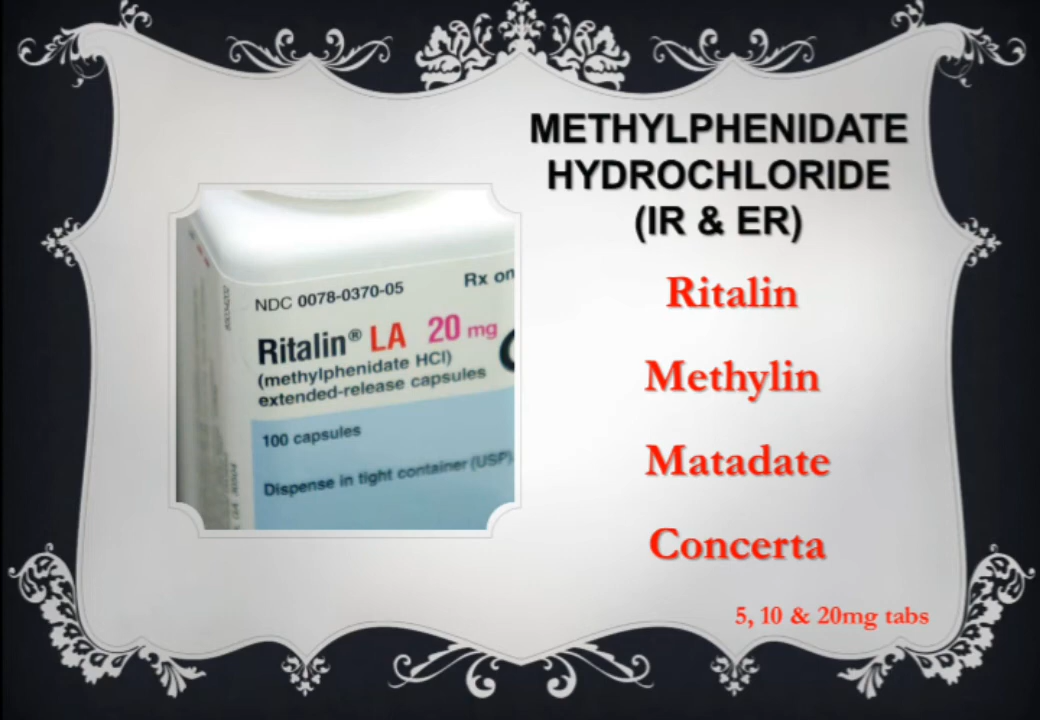 METHYLPHENIDATE
HYDROCHLORIDE
(IR & ER)
Ritalin
Methylin
Matadate
Concerta
5, 10 & 20mg tabs
NDC 0078-0370-05
Rx on
Ritalin® LA 20 mg
(methylphenidate HCl)
extended-release capsules
100 capsules
Dispense in tight container (USP)